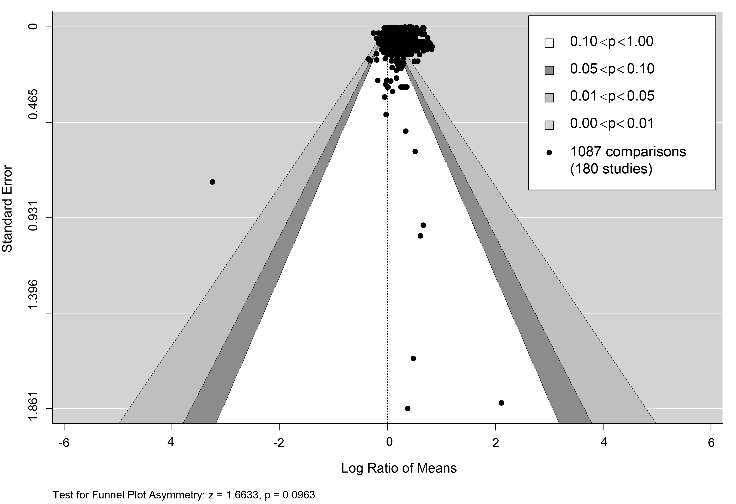 0
0.465
0.931
1.396
1.861
Standard Error
0.10<p<1.00
0.05<p<0.10
0.01<p<0.05
0.00<p<0.01
1087 comparisons
(180 studies)
-6
4
-2
0
2
4
6
Log Ratio of Means
Test for Funnel Plot Asymmetry: z = 1.6633, p = 0.0963